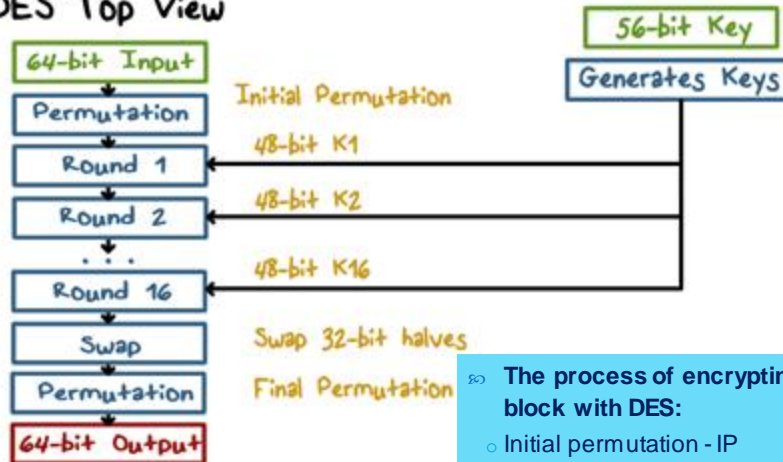 DES Top View
64-bit Input
56-bit Key
Generates Keys
Permutation
Initial Permutation
Round 1
48-bit K1
Round 2
48-bit K2
...
Round 16
48-bit K16
Swap
Swap 32-bit halves
Permutation
Final Permutation
64-bit Output
The process of
block with DES:
Initial permutation - IP